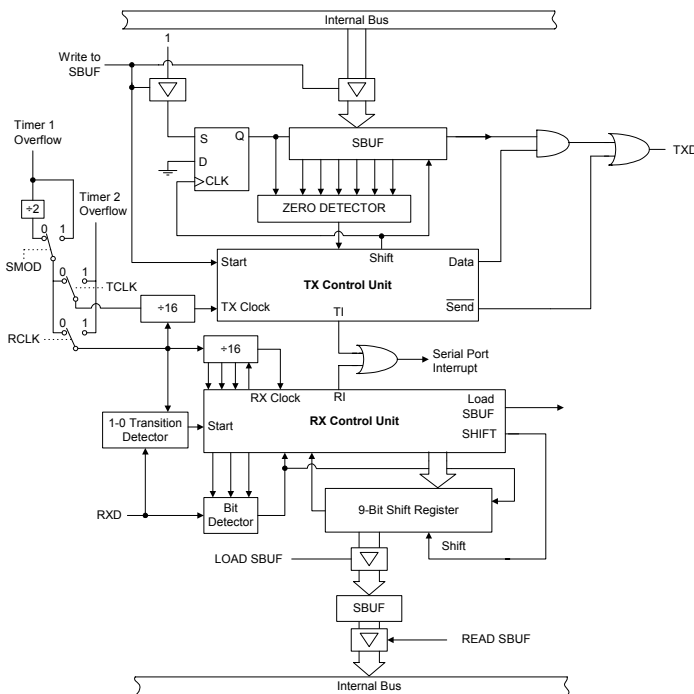 Internal Bus
1
Write to
SBUF
S
Q
D
CLK
SBUF
TXD
Timer 1
Overflow
Timer 2
Overflow
÷2
0
1
SMOD
ZERO DETECTOR
0
1
TCLK
Start
Shift
Data
TX Control Unit
÷16
TX Clock
TI
Send
RCLK
0
1
÷16
Serial Port
Interrupt
RX Clock
RI
Load
SBUF
1-0 Transition
Detector
Start
RX Control Unit
SHIFT
RXD
Bit
Detector
9-Bit Shift Register
Shift
LOAD SBUF
SBUF
READ SBUF
Internal Bus